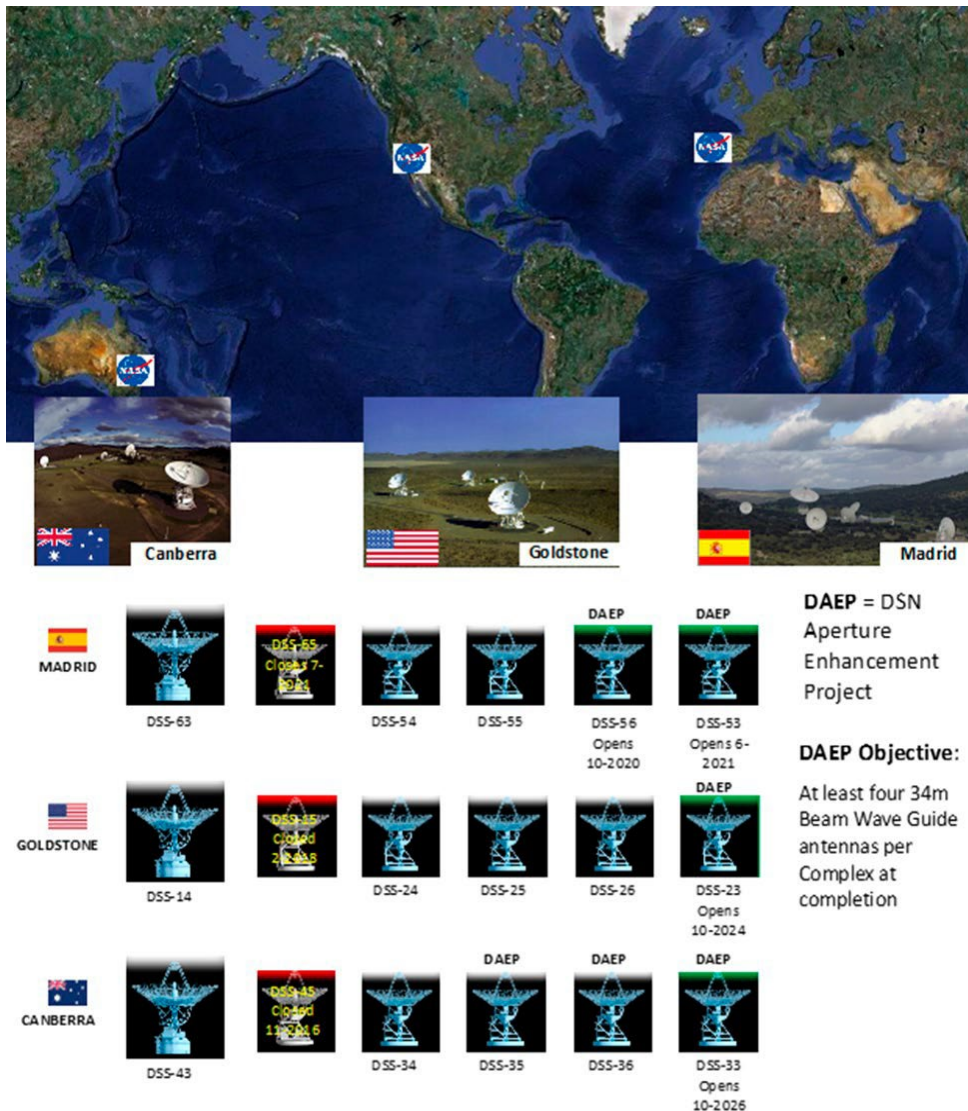 NASA
NASA
NASA
Canberra
Goldstone
Madrid
DAEP
DAEP
DAEP = DSN
Aperture
Enhancement
Project
MADRID
DSS-65
Closes 7-
2021
DSS-63
DSS-54
DSS-55
DSS-56
Opens
10-2020
DSS-53
Opens 6-
2021
DAEP Objective:
At least four 34m
Beam Wave Guide
antennas per
Complex at
completion
DAEP
GOLDSTONE
DSS-15
Closed
DSS-14
DSS-24
DSS-25
DSS-26
DSS-23
Opens
10-2024
DAEP
DAEP
DAEP
CANBERRA
DSS-45
Closed
11-2016
DSS-43
DSS-34
DSS-35
DSS-36
DSS-33
Opens
10-2026